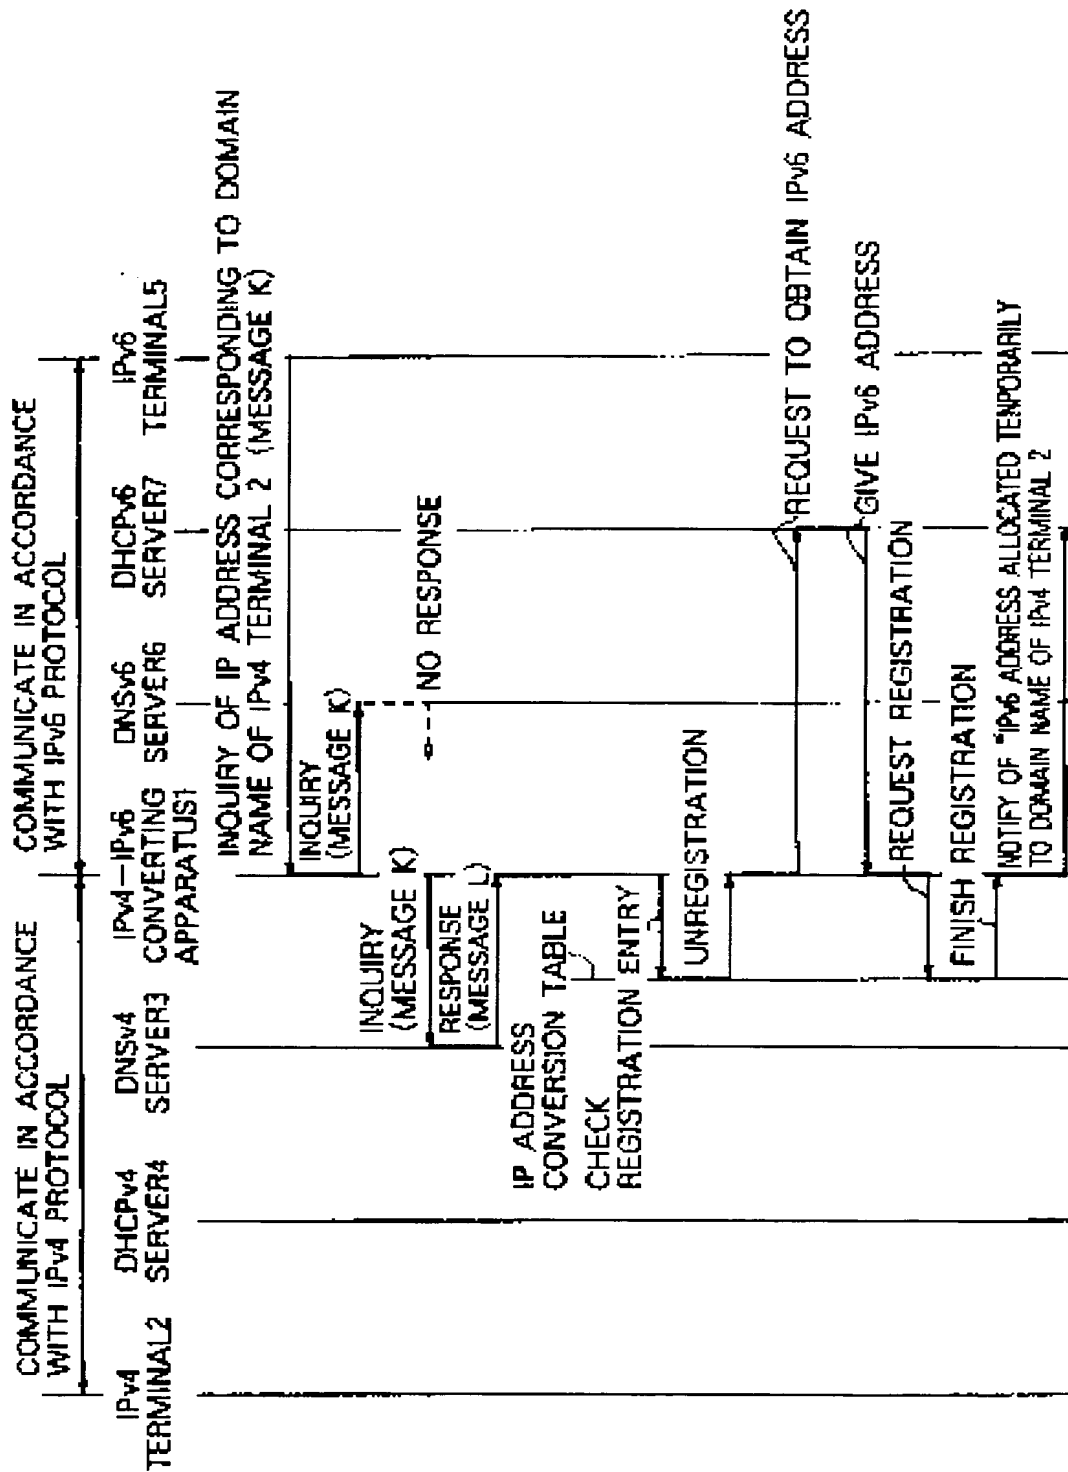 COMMUNICATE IN ACCORDANCE
WITH IPv4 PROTOCOL
COMMUNICATE IN ACCORDANCE
WITH IPv6 PROTOCOL
IPv4
TERMINAL2
DHCPv4
SERVER4
DNSv4
SERVER3
IPv4—IPv6
CONVERTING
APPARATUS1
DNSv6
SERVER6
DHCPv6
SERVER7
IPv6
TERMINAL5
INQUIRY OF IP ADDRESS CORRESPONDING TO DOMAIN
NAME OF IPv4 TERMINAL 2 (MESSAGE K)
INQUIRY
(MESSAGE K)
NO RESPONSE
INQUIRY
(MESSAGE K)
RESPONSE
(MESSAGE L)
IP ADDRESS
CONVERSION TABLE
CHECK
REGISTRATION ENTRY
UNREGISTRATION
REQUEST TO OBTAIN IPv6 ADDRESS
GIVE IPv6 ADDRESS
REQUEST REGISTRATION
FINISH REGISTRATION
NOTIFY OF "IPv6 ADDRESS ALLOCATED TENPORARILY
TO DOMAIN NAME OF IPv4 TERMINAL 2